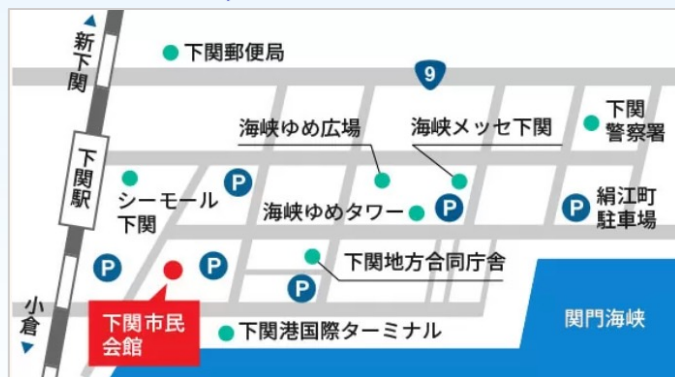 新下関
下関郵便局
9
海峡ゆめ広場
海峡メッセ下関
下関
警察署
下関駅
シーモール
下関
P
海峡ゆめタワー
P
P
絹江町
駐車場
P
P
下関地方合同庁舎
P
小倉
下関市民
会館
下関港国際ターミナル
関門海峡